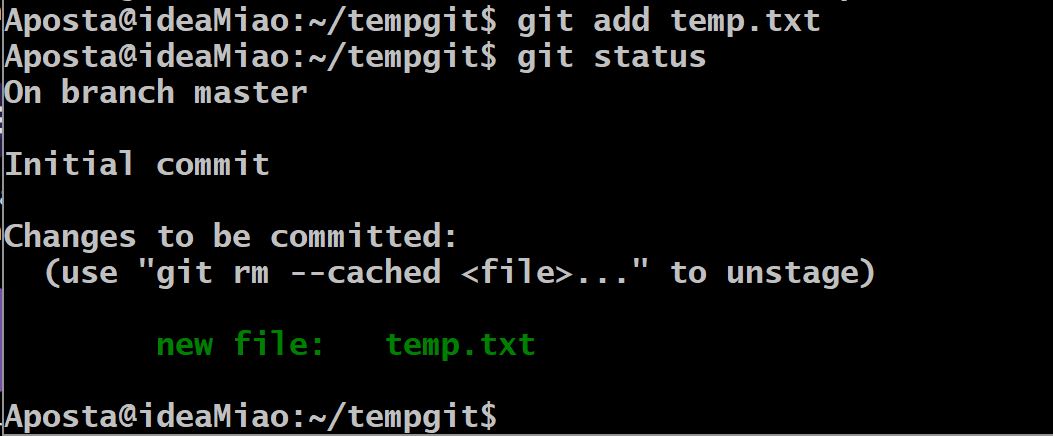 Aposta@ideaMiao:~/tempgit$ git add temp.txt
Aposta@ideaMiao:~/tempgit$ git status
On branch master
Initial commit
Changes to be committed:
  (use "git rm --cached <file>..." to unstage)
        new file:   temp.txt
Aposta@ideaMiao:~/tempgit$